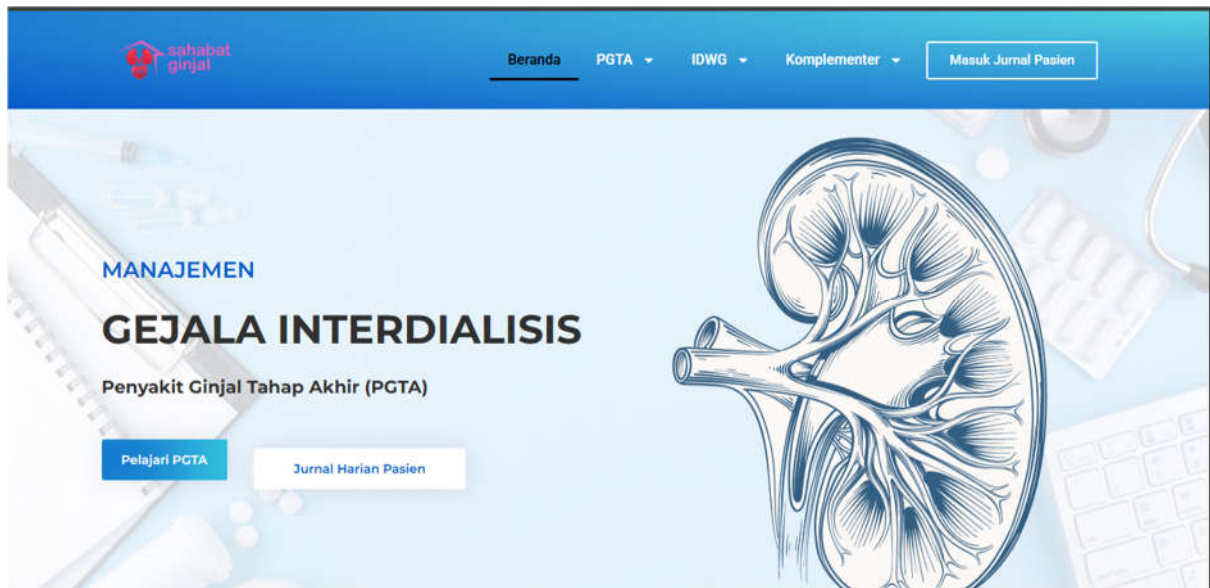 sahabat
ginjal
Beranda PGTA IDWG Komplementer Masuk Jurnal Pasien
MANAJEMEN
GEJALA INTERDIALISIS
Penyakit Ginjal Tahap Akhir (PGTA)
Pelajari PGTA Jurnal Harian Pasien